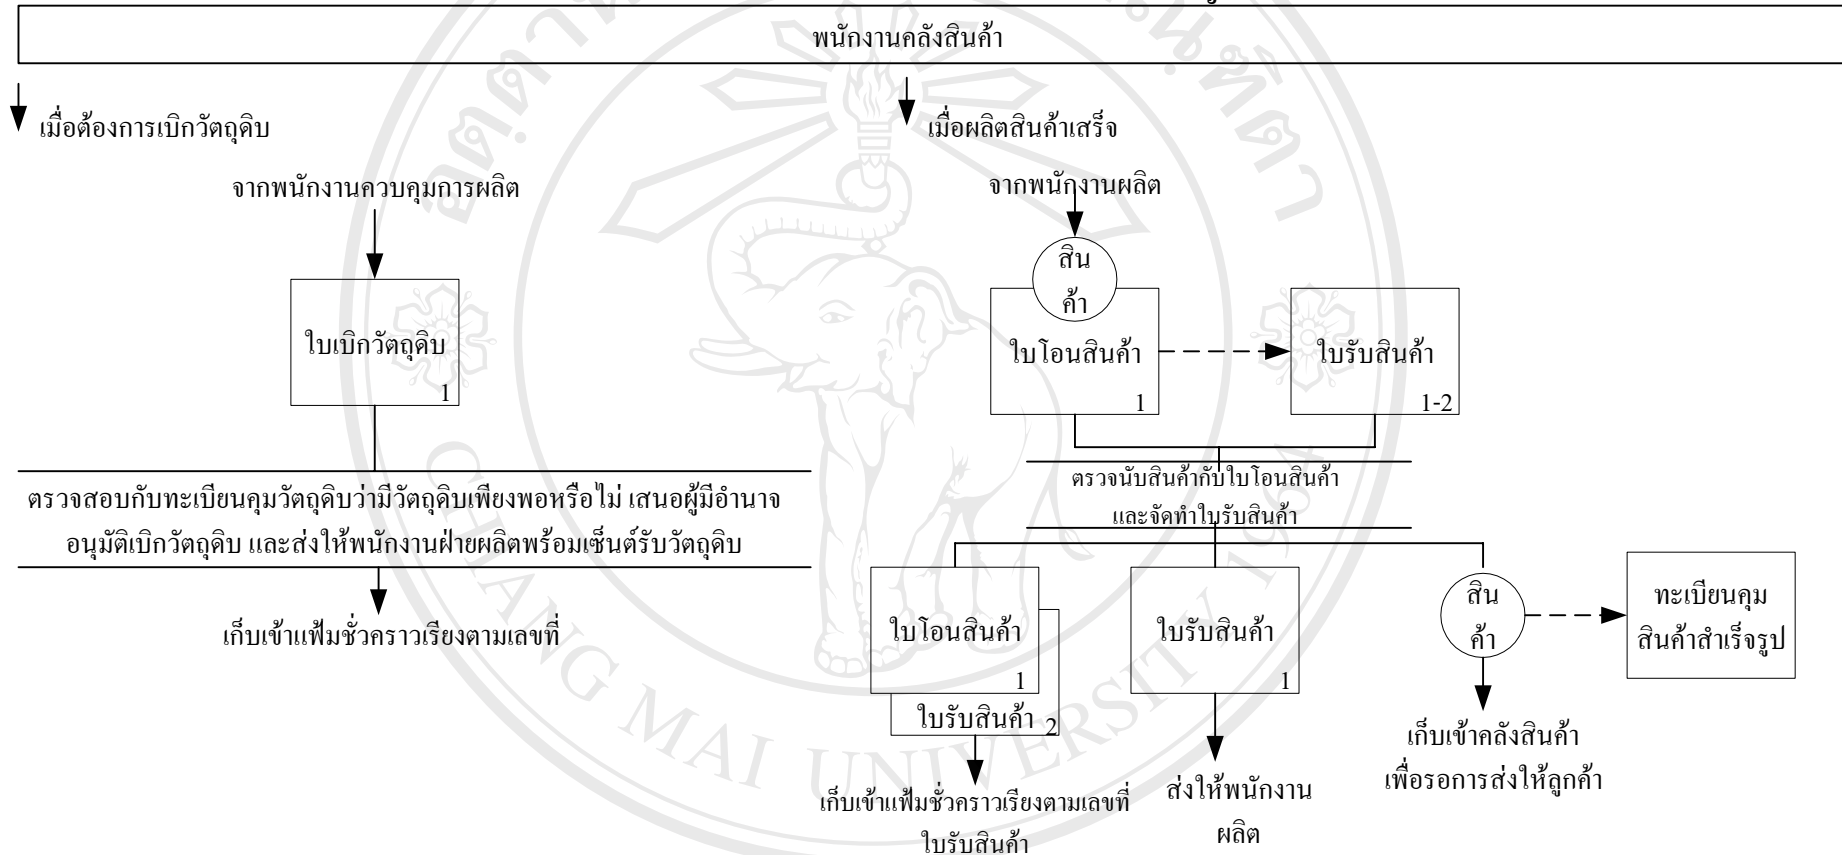 พนักงานคลังสินค้า
เมื่อต้องการเบิกวัตถุดิบ
จากพนักงานควบคุมการผลิต
ใบเบิกวัตถุดิบ
1
ตรวจสอบกับทะเบียนคุมวัตถุดิบว่ามีวัตถุดิบเพียงพอหรือไม่ เสนอผู้มีอำนาจ
อนุมัติเบิกวัตถุดิบ และส่งให้พนักงานฝ่ายผลิตพร้อมเซ็นต์รับวัตถุดิบ
เก็บเข้าแฟ้มชั่วคราวเรียงตามเลขที่
เมื่อผลิตสินค้าเสร็จ
จากพนักงานผลิต
สิน
ค้า
ใบโอนสินค้า
1
ใบรับสินค้า
1-2
ตรวจนับสินค้ากับใบโอนสินค้า
และจัดทำใบรับสินค้า
ใบโอนสินค้า
1
ใบรับสินค้า 2
เก็บเข้าแฟ้มชั่วคราวเรียงตามเลขที่
ใบรับสินค้า
ใบรับสินค้า
1
ส่งให้พนักงาน
ผลิต
สิน
ค้า
เก็บเข้าคลังสินค้า
เพื่อรอการส่งให้ลูกค้า
ทะเบียนคุม
สินค้าสำเร็จรูป
CHIANG MAI UNIVERSITY 1964